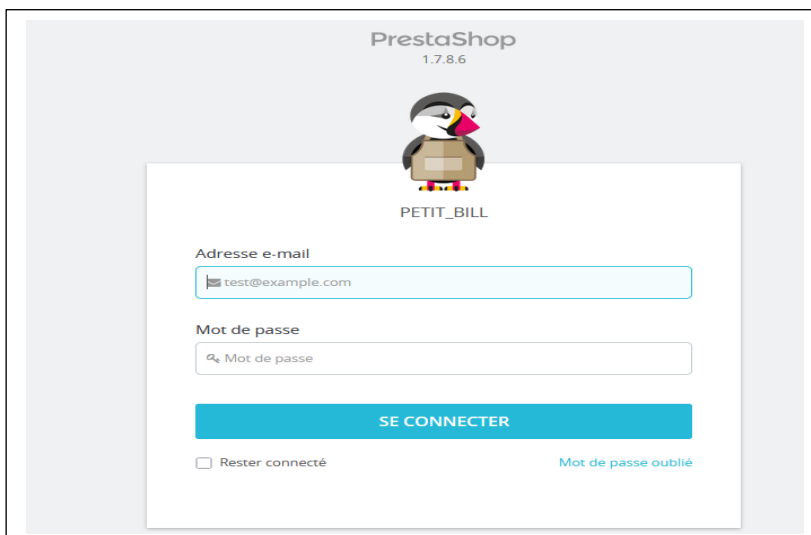 PrestaShop
1.7.8.6
PETIT_BILL
Adresse e-mail
test@example.com
Mot de passe
Mot de passe
SE CONNECTER
Rester connecté Mot de passe oublié